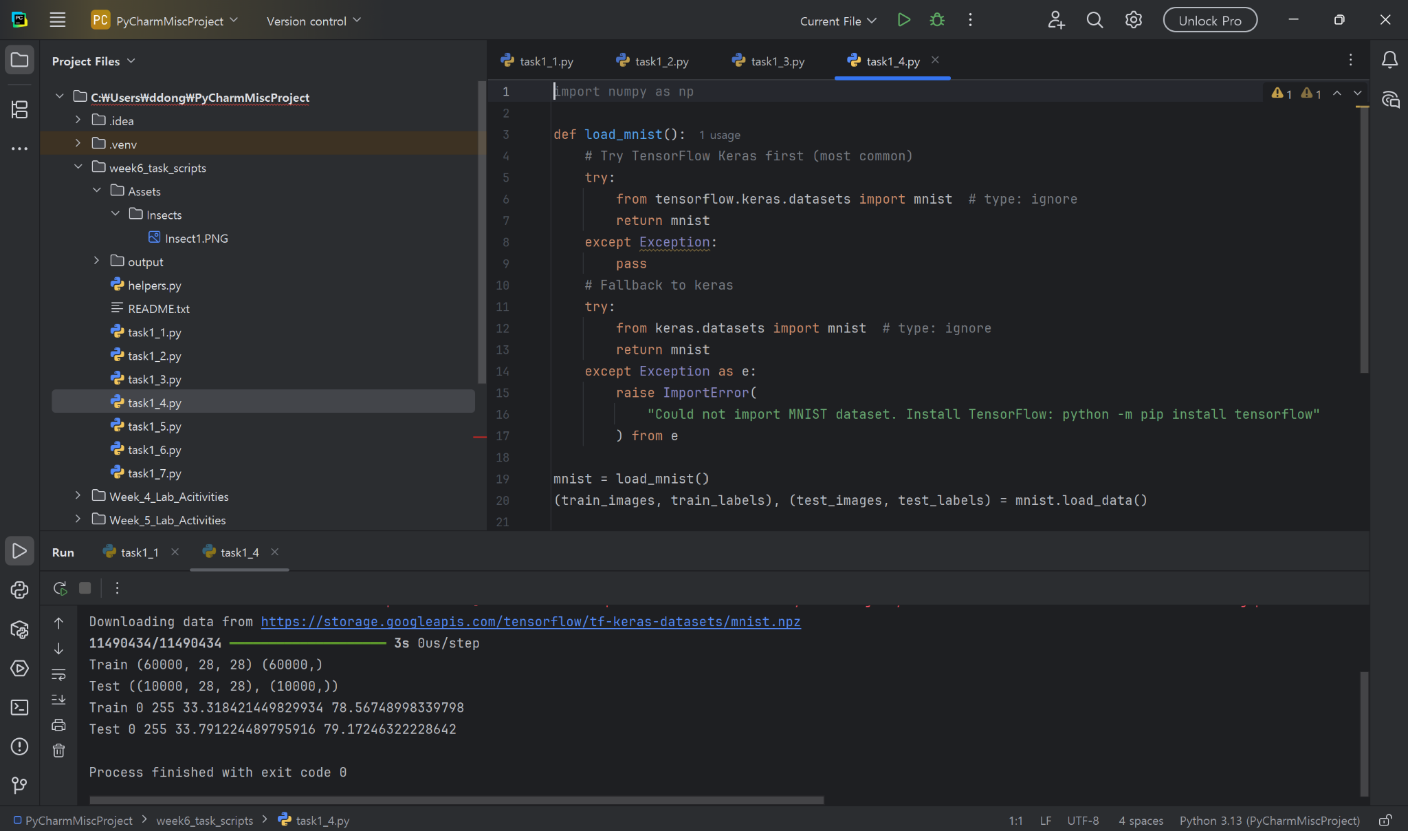 PC PyCharmMiscProject Version control Current File Unlock Pro
Project Files
task1_1.py task1_2.py task1_3.py task1_4.py
C:₩Users₩ddong₩PyCharmMiscProject
.idea
.venv
week6_task_scripts
Assets
Insects
Insect1.PNG
output
helpers.py
README.txt
task1_1.py
task1_2.py
task1_3.py
task1_4.py
task1_5.py
task1_6.py
task1_7.py
Week_4_Lab_Acitivities
Week_5_Lab_Activities
1 import numpy as np
1 1
2
3 def load_mnist(): 1 usage
4 # Try TensorFlow Keras first (most common)
5 try:
6 from tensorflow.keras.datasets import mnist # type: ignore
7 return mnist
8 except Exception:
9 pass
10 # Fallback to keras
11 try:
12 from keras.datasets import mnist # type: ignore
13 return mnist
14 except Exception as e:
15 raise ImportError(
16 "Could not import MNIST dataset. Install TensorFlow: python -m pip install tensorflow"
17 ) from e
18
19 mnist = load_mnist()
20 (train_images, train_labels), (test_images, test_labels) = mnist.load_data()
21
Run task1_1 task1_4
Downloading data from https://storage.googleapis.com/tensorflow/tf-keras-datasets/mnist.npz
11490434/11490434 3s 0us/step
Train (60000, 28, 28) (60000,)
Test ((10000, 28, 28), (10000,))
Train 0 255 33.318421449829934 78.56748998339798
Test 0 255 33.791224489795916 79.17246322228642
Process finished with exit code 0
PyCharmMiscProject week6_task_scripts task1_4.py 1:1 LF UTF-8 4 spaces Python 3.13 (PyCharmMiscProject)